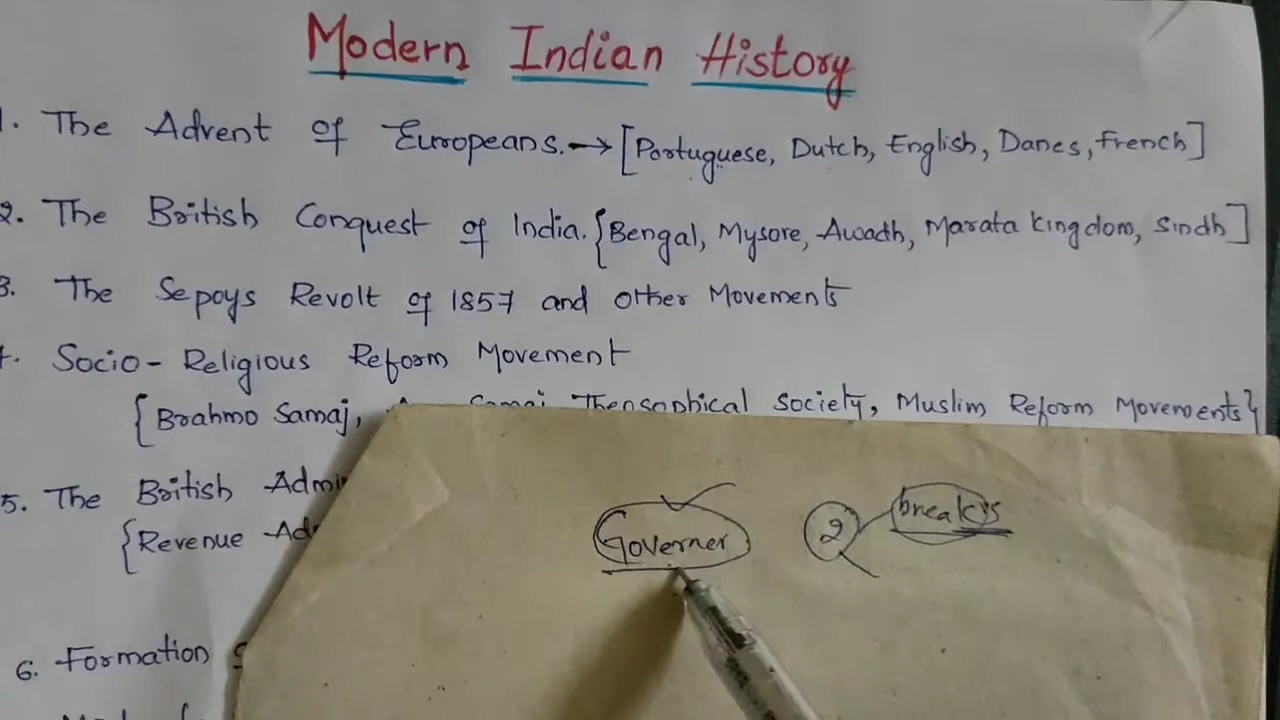 Modern Indian History
1. The Advent of Europeans. → [Portuguese, Dutch, English, Danes, French]
2. The British Conquest of India. {Bengal, Mysore, Awadh, Marata kingdom, Sindh]
3. The Sepoys Revolt of 1857 and other Movements
4. Socio-Religious Reform Movement
{Brahmo Samaj, Samaj Theosophical Society, Muslim Reform Movements}
5. The British Admi
{Revenue Ad
Governer 2 breaks
6. Formation